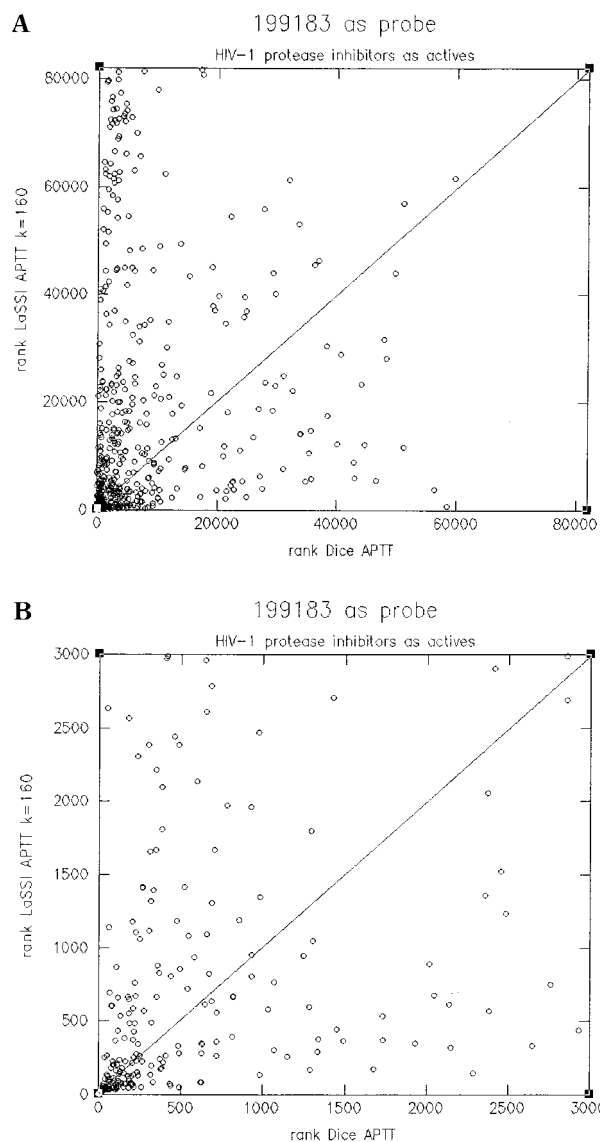 A
199183 as probe
HIV-1 protease inhibitors as actives
80000
60000
40000
20000
0
rank LaSSI APTT k=160
0 20000 40000 60000 80000
rank Dice APTT
B
199183 as probe
HIV-1 protease inhibitors as actives
3000
2500
2000
1500
1000
500
0
rank LaSSI APTT k=160
0 500 1000 1500 2000 2500 3000
rank Dice APTT